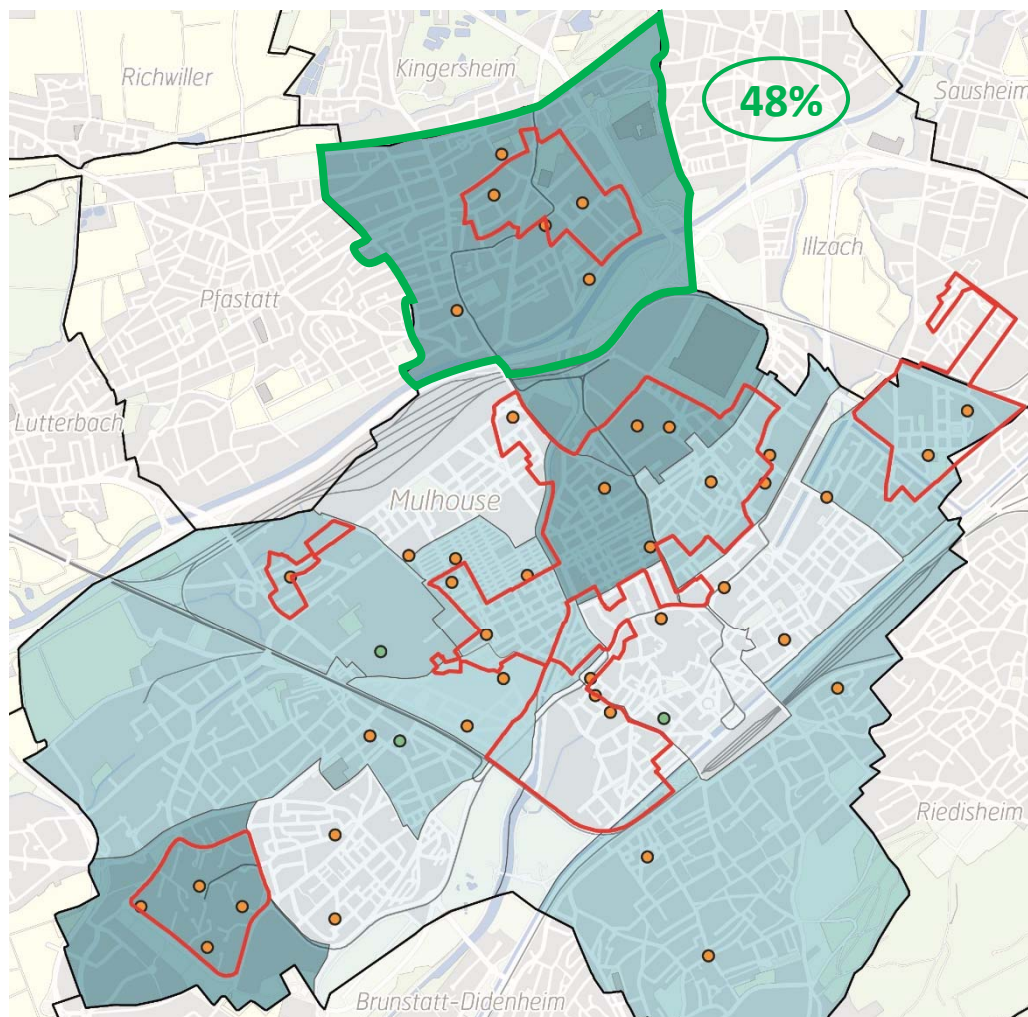 Richwiller
Kingersheim
48%
Sausheim
Illzach
Pfastatt
Lutterbach
Mulhouse
Riedisheim
Brunstatt-Didenheim